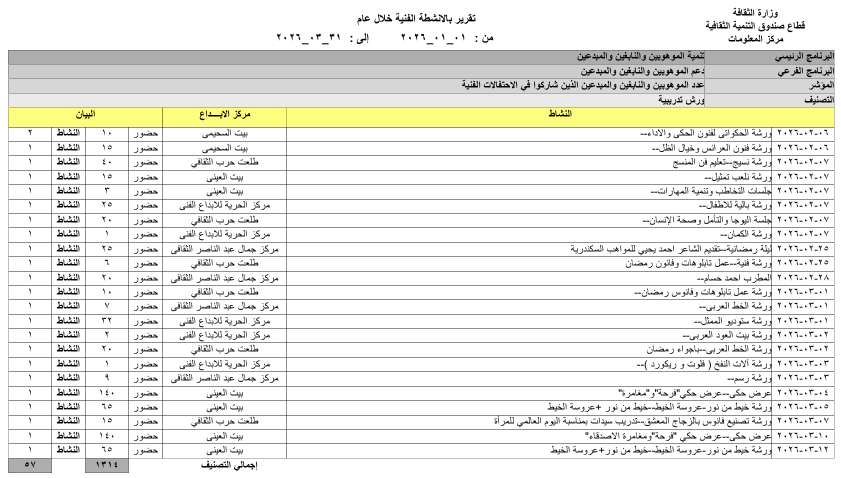 وزارة الثقافة
قطاع صندوق التنمية الثقافية
مركز المعلومات
تقرير بالانشطة الفنية خلال عام
من : ٠١_٠١_٢٠٢٦ إلى : ٣١_٠٣_٢٠٢٦
البرنامج الرئيسي تنمية الموهوبين والنابغين والمبدعين
البرنامج الفرعي دعم الموهوبين والنابغين والمبدعين
المؤشر عدد الموهوبين والنابغين والمبدعين الذين شاركوا في الاحتفالات الفنية
التصنيف ورش تدريبية
النشاط مركز الابـــداع البيان
٢٠٢٦-٠٢-٠٦ ورشة الحكواتى لفنون الحكى والاداء-- بيت السحيمى حضور ١٠ النشاط ٢
٢٠٢٦-٠٢-٠٦ ورشة فنون العرائس وخيال الظل-- بيت السحيمى حضور ١٥ النشاط ١
٢٠٢٦-٠٢-٠٧ ورشة نسيج--تعليم فن المنسج طلعت حرب الثقافي حضور ٤٠ النشاط ١
٢٠٢٦-٠٢-٠٧ ورشة نلعب تمثيل-- بيت العينى حضور ١٥ النشاط ١
٢٠٢٦-٠٢-٠٧ جلسات التخاطب وتنمية المهارات-- بيت العينى حضور ٣ النشاط ١
٢٠٢٦-٠٢-٠٧ ورشة بالية للاطفال-- مركز الحرية للابداع الفنى حضور ٢٥ النشاط ١
٢٠٢٦-٠٢-٠٧ جلسة اليوجا والتأمل وصحة الإنسان-- طلعت حرب الثقافي حضور ٢٠ النشاط ١
٢٠٢٦-٠٢-٠٧ ورشة الكمان-- مركز الحرية للابداع الفنى حضور ١ النشاط ١
٢٠٢٦-٠٢-٢٥ ليلة رمضانية--تقديم الشاعر احمد يحيي للمواهب السكندرية مركز جمال عبد الناصر الثقافى حضور ٢٥ النشاط ١
٢٠٢٦-٠٢-٢٥ ورشة فنية--عمل تابلوهات وفانون رمضان طلعت حرب الثقافي حضور ٦ النشاط ١
٢٠٢٦-٠٢-٢٨ المطرب احمد حسام-- مركز جمال عبد الناصر الثقافى حضور ٢٠ النشاط ١
٢٠٢٦-٠٣-٠١ ورشة عمل تابلوهات وفانوس رمضان-- طلعت حرب الثقافي حضور ١٠ النشاط ١
٢٠٢٦-٠٣-٠١ ورشة الخط العربى-- مركز جمال عبد الناصر الثقافى حضور ٧ النشاط ١
٢٠٢٦-٠٣-٠١ ورشة ستوديو الممثل-- مركز الحرية للابداع الفنى حضور ٣٢ النشاط ١
٢٠٢٦-٠٣-٠٢ ورشة بيت العود العربى-- مركز الحرية للابداع الفنى حضور ٢ النشاط ١
٢٠٢٦-٠٣-٠٢ ورشة الخط العربى--باجواء رمضان طلعت حرب الثقافي حضور ٢٠ النشاط ١
٢٠٢٦-٠٣-٠٣ ورشة آلات النفخ ( فلوت و ريكورد )-- مركز الحرية للابداع الفنى حضور ١ النشاط ١
٢٠٢٦-٠٣-٠٣ ورشة رسم-- مركز جمال عبد الناصر الثقافى حضور ٩ النشاط ١
٢٠٢٦-٠٣-٠٤ عرض حكى--عرض حكي"فرحة"و"مغامرة" بيت العينى حضور ١٤٠ النشاط ١
٢٠٢٦-٠٣-٠٥ ورشة خيط من نور-عروسة الخيط--خيط من نور +عروسة الخيط بيت العينى حضور ٦٥ النشاط ١
٢٠٢٦-٠٣-٠٧ ورشة تصنيع فانوس بالزجاج المعشق--تدريب سيدات بمناسبة اليوم العالمي للمرأة طلعت حرب الثقافي حضور ١٥ النشاط ١
٢٠٢٦-٠٣-١٠ عرض حكى--عرض حكي "فرحة"ومغامرة الاصدقاء" بيت العينى حضور ١٤٠ النشاط ١
٢٠٢٦-٠٣-١٢ ورشة خيط من نور-عروسة الخيط--خيط من نور+عروسة الخيط بيت العينى حضور ٦٥ النشاط ١
إجمالي التصنيف ١٣١٤ ٥٧